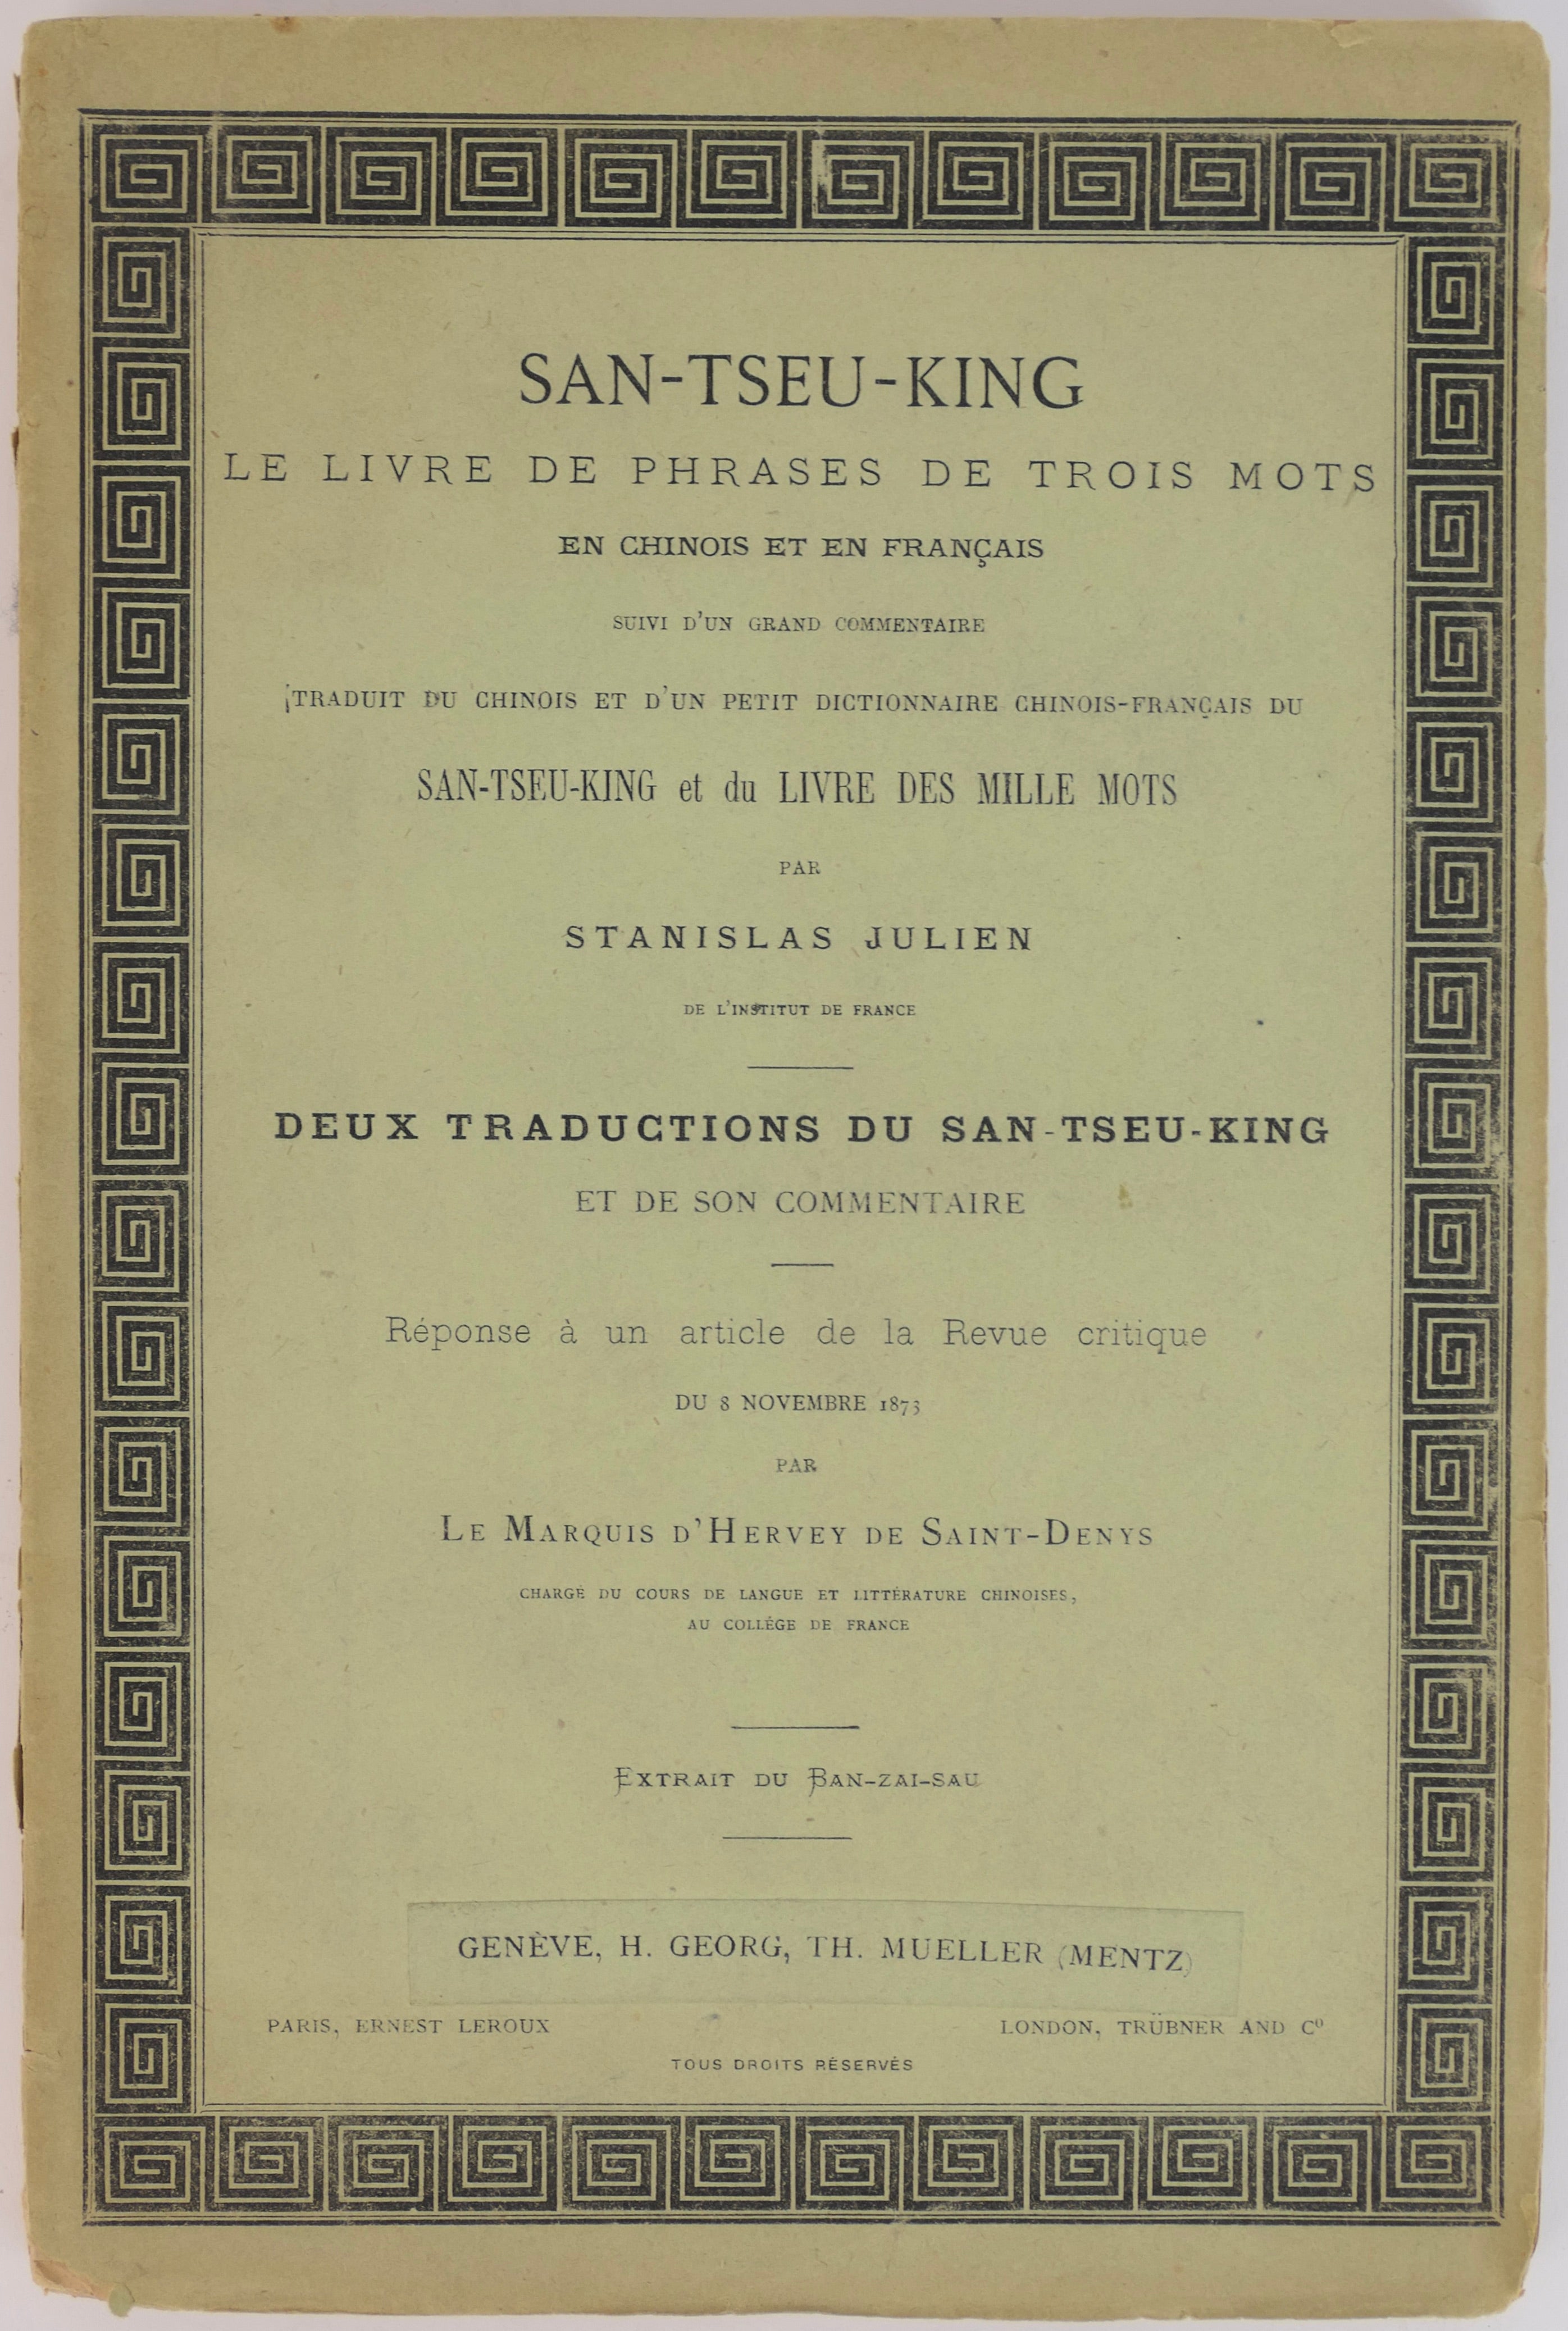 SAN-TSEU-KING
LE LIVRE DE PHRASES DE TROIS MOTS
EN CHINOIS ET EN FRANÇAIS
SUIVI D'UN GRAND COMMENTAIRE
TRADUIT DU CHINOIS ET D'UN PETIT DICTIONNAIRE CHINOIS-FRANÇAIS DU
SAN-TSEU-KING et du LIVRE DES MILLE MOTS
PAR
STANISLAS JULIEN
DE L'INSTITUT DE FRANCE
DEUX TRADUCTIONS DU SAN-TSEU-KING
ET DE SON COMMENTAIRE
Réponse à un article de la Revue critique
DU 8 NOVEMBRE 1873
PAR
LE MARQUIS D'HERVEY DE SAINT-DENYS
CHARGÉ DU COURS DE LANGUE ET LITTÉRATURE CHINOISES,
AU COLLÉGE DE FRANCE
EXTRAIT DU BAN-ZAI-SAU
GENÈVE, H. GEORG, TH. MUELLER (MENTZ)
PARIS, ERNEST LEROUX LONDON, TRÜBNER AND Cº
TOUS DROITS RÉSERVÉS